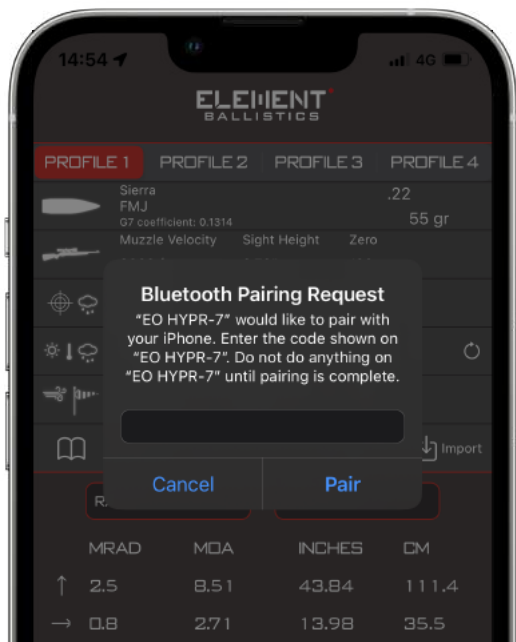 14:54
4G
ELEMENT
BALLISTICS
PROFILE 1 PROFILE 2 PROFILE 3 PROFILE 4
Sierra
FMJ
G7 coefficient: 0.1314
.22
55 gr
Muzzle Velocity Sight Height Zero
Bluetooth Pairing Request
"EO HYPR-7" would like to pair with
your iPhone. Enter the code shown on
"EO HYPR-7". Do not do anything on
"EO HYPR-7" until pairing is complete.
Import
Cancel Pair
MRAD MOA INCHES CM
↑ 2.5 8.51 43.84 111.4
→ 0.8 2.71 13.98 35.5